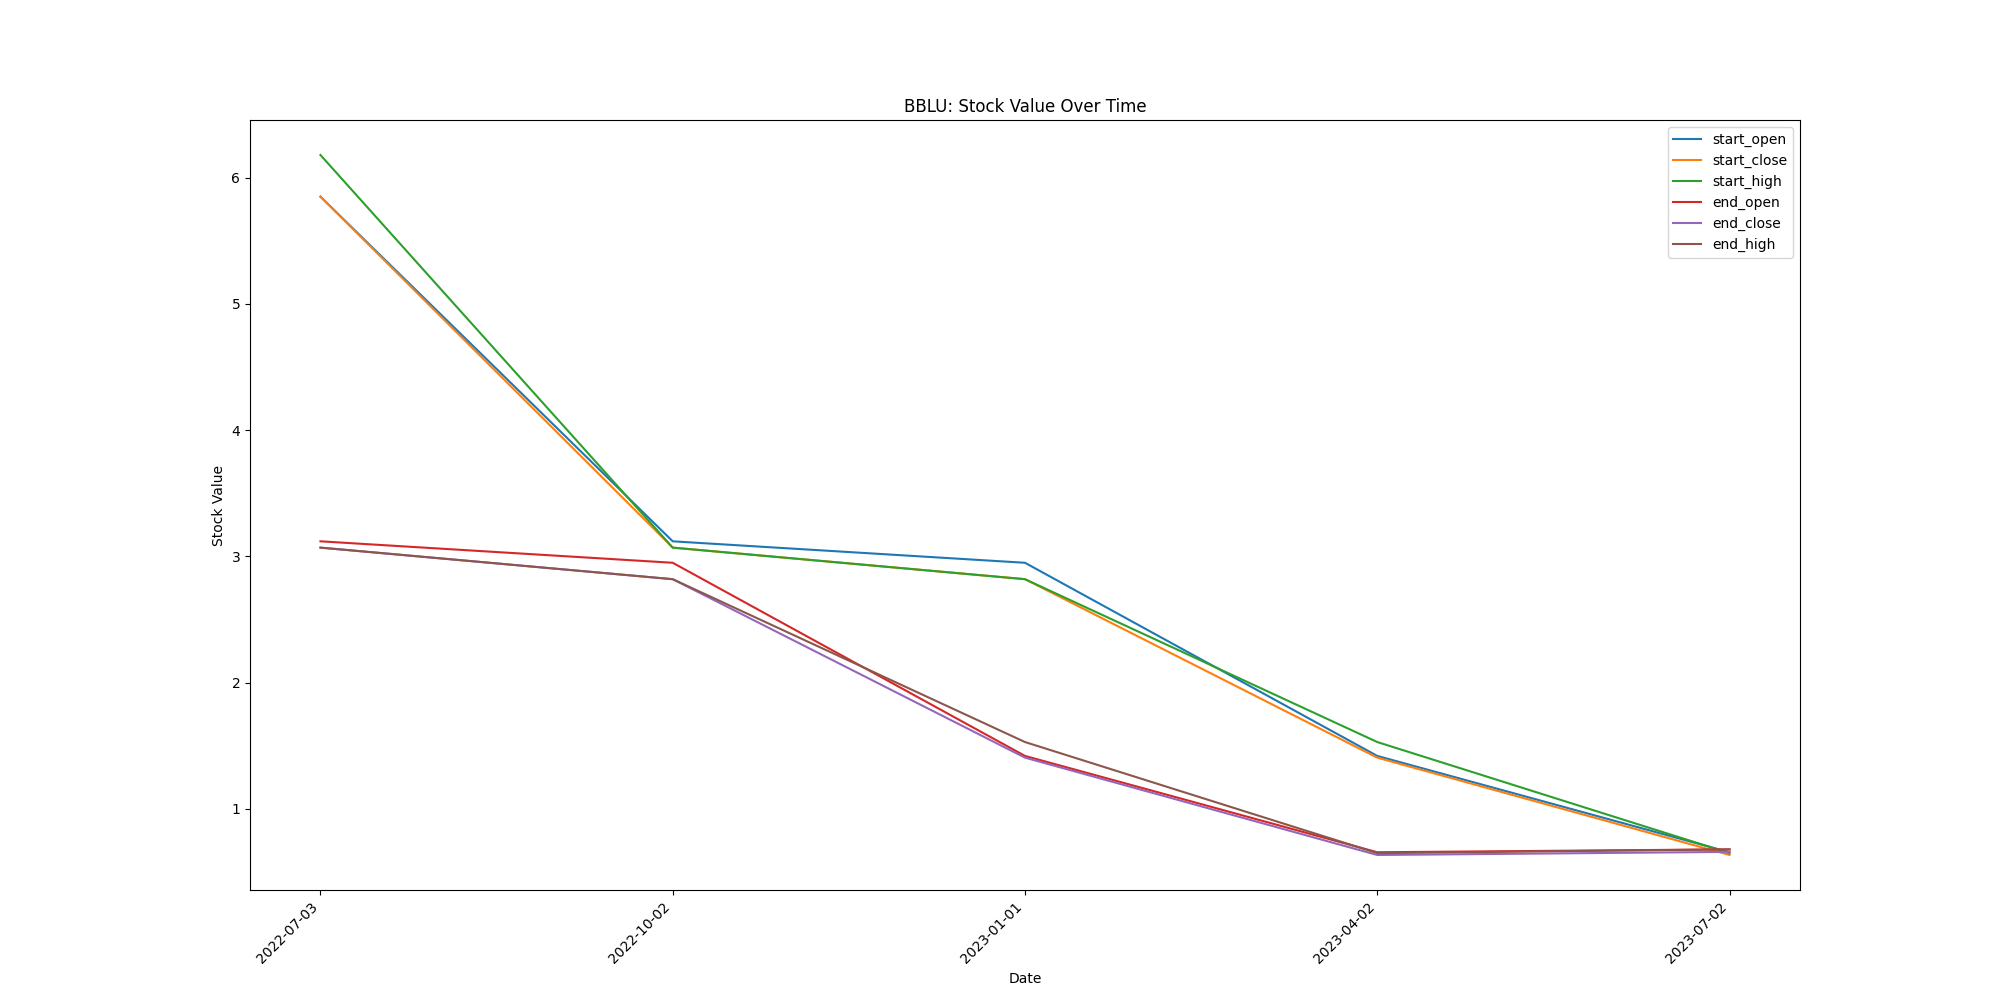 BBLU: Stock Value Over Time
start_open
start_close
start_high
end_open
end_close
end_high
6
5
4
3
2
1
Stock Value
2022-07-03
2022-10-02
2023-01-01
2023-04-02
2023-07-02
Date